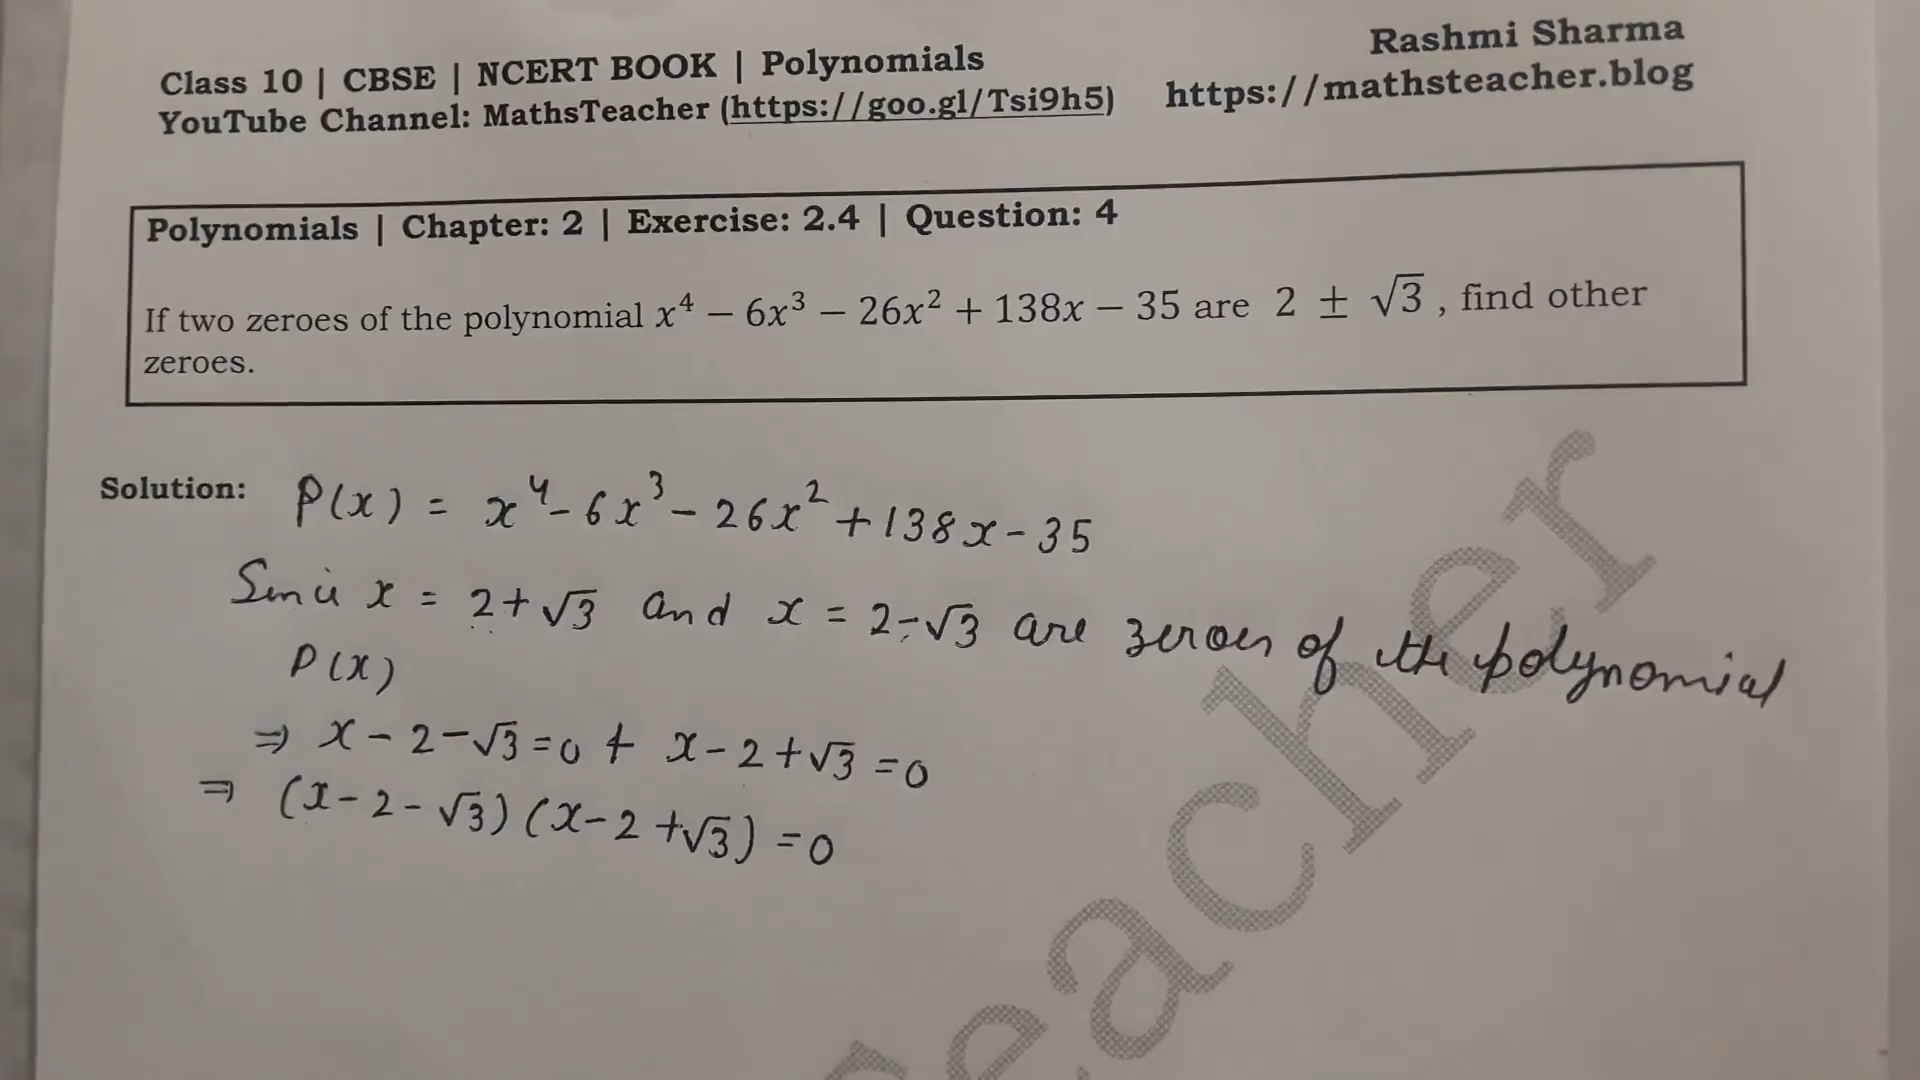 Rashmi Sharma
Class 10 | CBSE | NCERT BOOK | Polynomials
YouTube Channel: MathsTeacher (https://goo.gl/Tsi9h5) https://mathsteacher.blog
Polynomials | Chapter: 2 | Exercise: 2.4 | Question: 4
If two zeroes of the polynomial x⁴ − 6x³ − 26x² + 138x − 35 are 2 ± √3 , find other
zeroes.
Solution: P(x) = x⁴ - 6x³ - 26x² + 138x - 35
Since x = 2+√3 and x = 2-√3 are zeroes of the polynomial
P(x)
⇒ x - 2 - √3 = 0 + x - 2 + √3 = 0
⇒ (x - 2 - √3) (x - 2 + √3) = 0
eacher